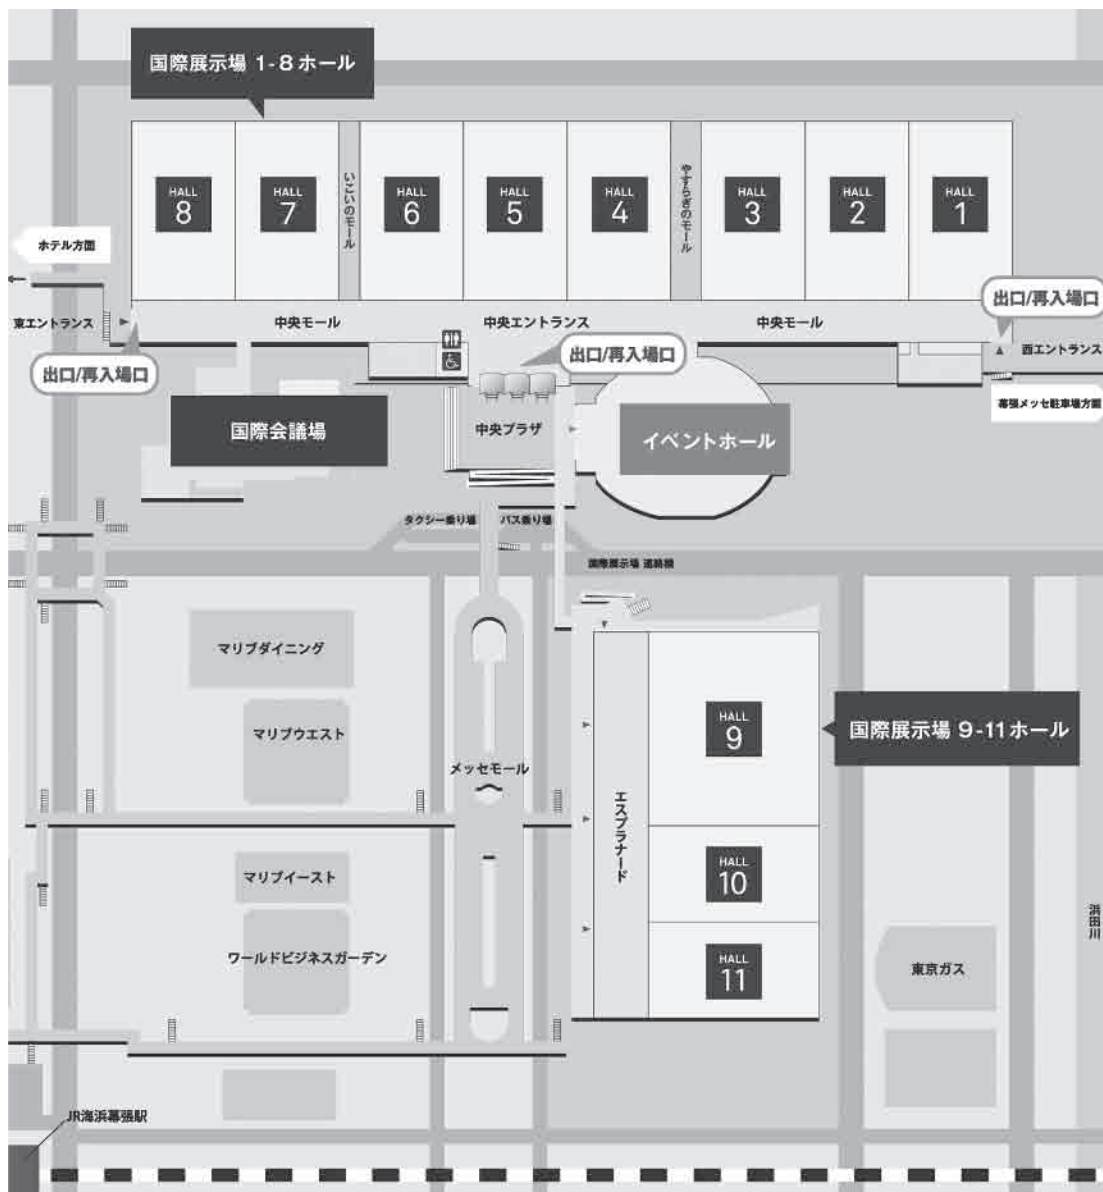 国際展示場 1-8 ホール
HALL
8
HALL
7
いこいのモール
HALL
6
HALL
5
HALL
4
やすらぎのモール
HALL
3
HALL
2
HALL
1
ホテル方面
出口/再入場口
東エントランス
中央モール
中央エントランス
中央モール
西エントランス
出口/再入場口
出口/再入場口
幕張メッセ駐車場方面
国際会議場
中央プラザ
イベントホール
タクシー乗り場
バス乗り場
国際展示場 連絡橋
マリブダイニング
マリブウエスト
メッセモール
HALL
9
国際展示場 9-11 ホール
エスプラナード
HALL
10
マリブイースト
HALL
11
ワールドビジネスガーデン
浜田川
東京ガス
JR海浜幕張駅